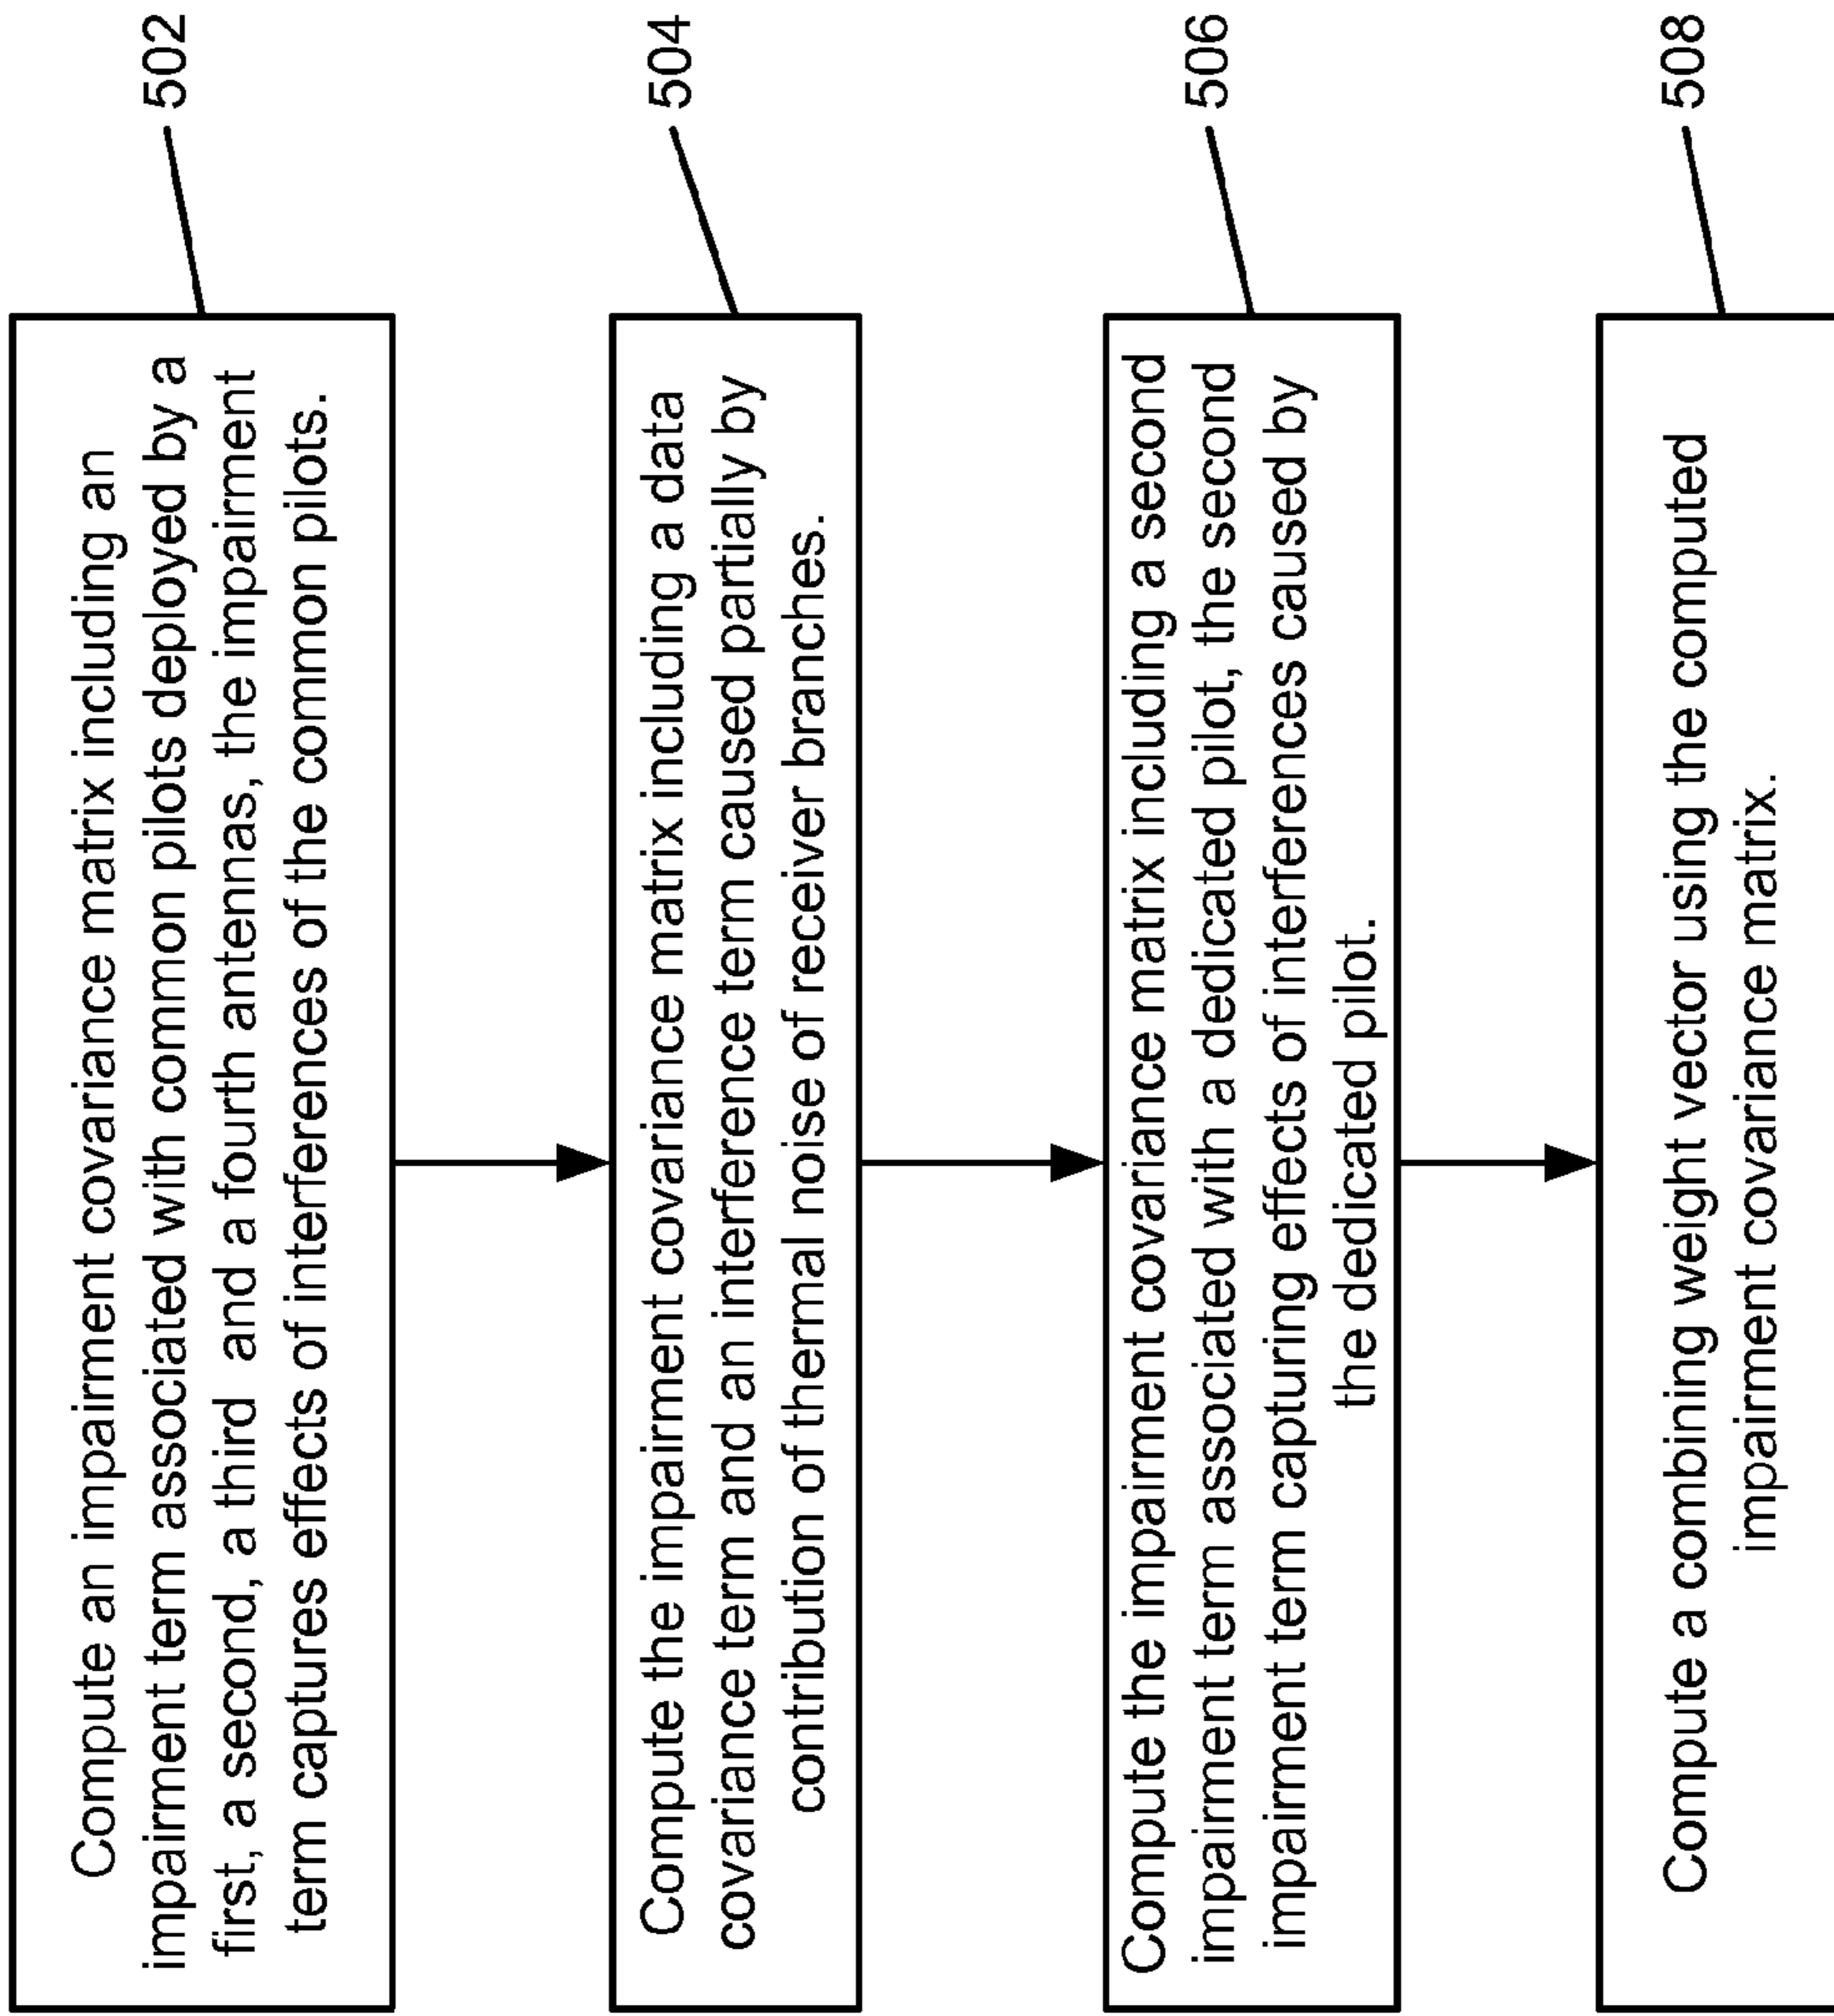 Compute an impairment covariance matrix including an
impairment term associated with common pilots deployed by a
first, a second, a third and a fourth antennas, the impairment
term captures effects of interferences of the common pilots.
502
Compute the impairment covariance matrix including a data
covariance term and an interference term caused partially by
contribution of thermal noise of receiver branches.
504
Compute the impairment covariance matrix including a second
impairment term associated with a dedicated pilot, the second
impairment term capturing effects of interferences caused by
the dedicated pilot.
506
Compute a combining weight vector using the computed
impairment covariance matrix.
508